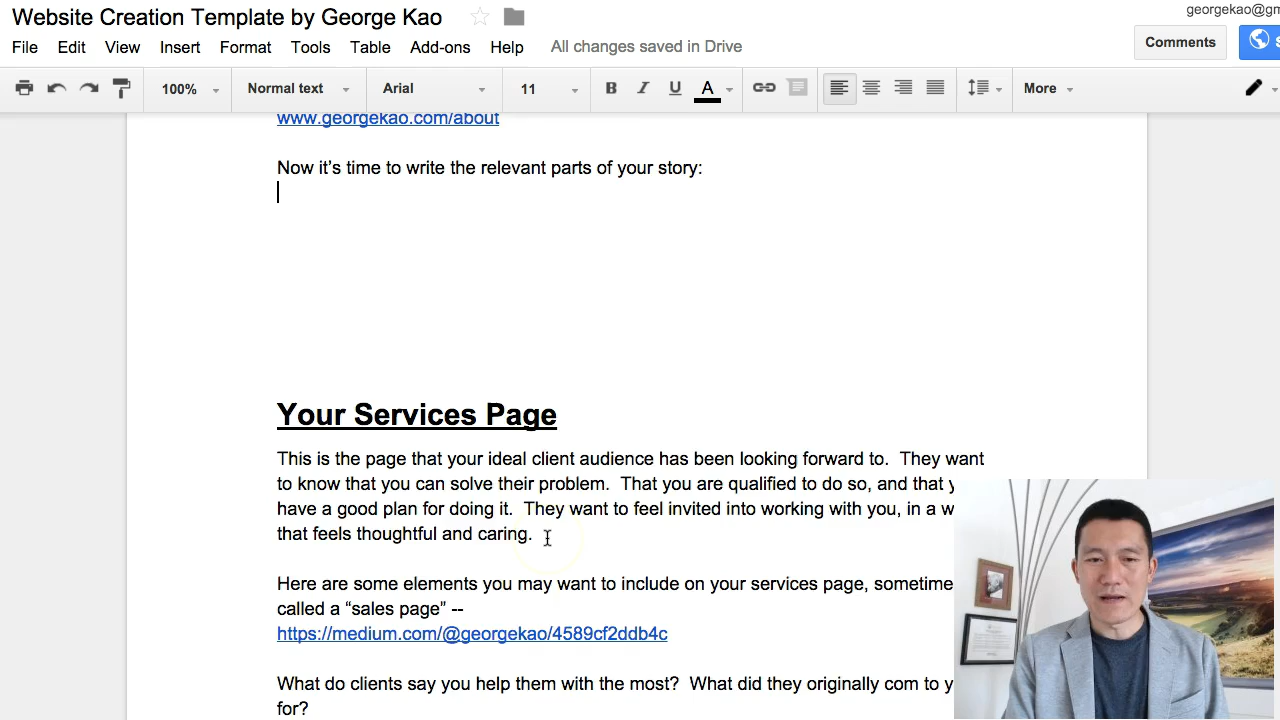 Website Creation Template by George Kao
georgekao@gm
File Edit View Insert Format Tools Table Add-ons Help All changes saved in Drive
Comments
100% Normal text Arial 11 B I U A More
www.georgekao.com/about
Now it’s time to write the relevant parts of your story:
Your Services Page
This is the page that your ideal client audience has been looking forward to. They want
to know that you can solve their problem. That you are qualified to do so, and that y
have a good plan for doing it. They want to feel invited into working with you, in a w
that feels thoughtful and caring.
Here are some elements you may want to include on your services page, sometime
called a “sales page” --
https://medium.com/@georgekao/4589cf2ddb4c
What do clients say you help them with the most? What did they originally com to y
for?